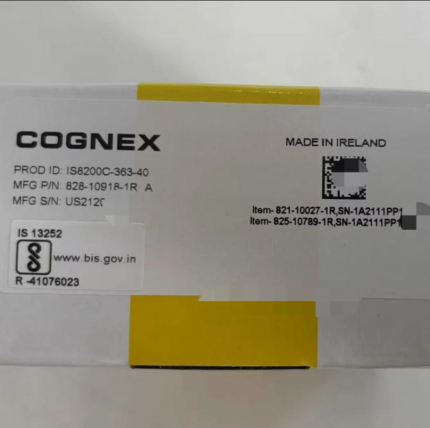 COGNEX
PROD ID: IS8200C-363-40
MFG P/N: 828-10918-1R A
MFG S/N:
MADE IN IRELAND
Item- 821-10027-1R,SN-1A2111PP1
Item- 825-10789-1R,SN-1A2111PP1
IS 13252
www.bis.gov.in
R -41076023